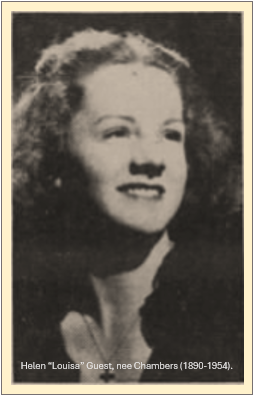 Helen “Louisa” Guest, nee Chambers (1890-1954).